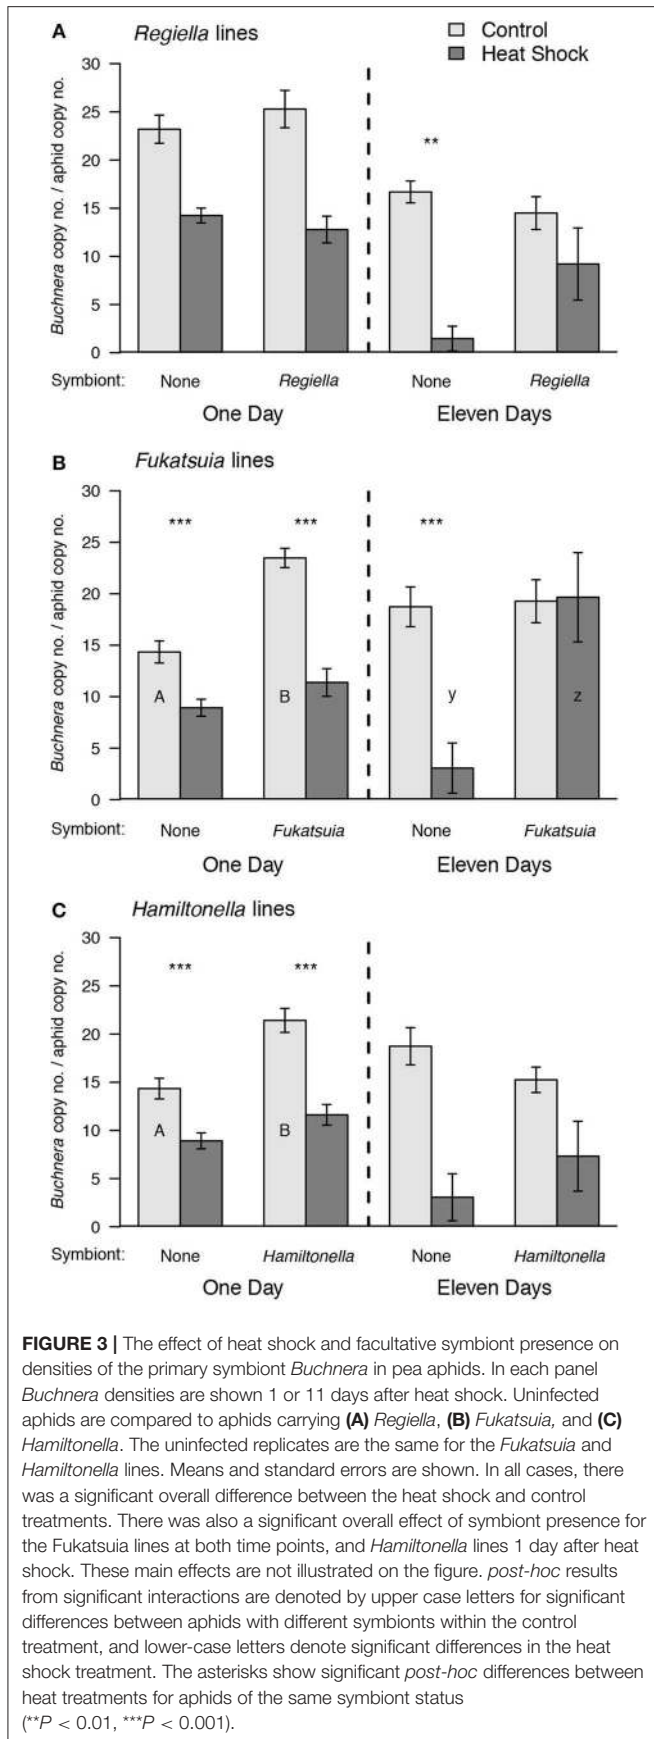 A
Regiella lines
Control
Heat Shock
Buchnera copy no. / aphid copy no.
30
25
20
15
10
5
0
**
Symbiont:
None
Regiella
None
Regiella
One Day
Eleven Days
B
Fukatsuia lines
Buchnera copy no. / aphid copy no.
30
25
20
15
10
5
0
***
***
***
A
B
y
z
Symbiont:
None
Fukatsuia
None
Fukatsuia
One Day
Eleven Days
C
Hamiltonella lines
Buchnera copy no. / aphid copy no.
30
25
20
15
10
5
0
***
***
A
B
Symbiont:
None
Hamiltonella
None
Hamiltonella
One Day
Eleven Days
FIGURE 3 | The effect of heat shock and facultative symbiont presence on
densities of the primary symbiont Buchnera in pea aphids. In each panel
Buchnera densities are shown 1 or 11 days after heat shock. Uninfected
aphids are compared to aphids carrying (A) Regiella, (B) Fukatsuia, and (C)
Hamiltonella. The uninfected replicates are the same for the Fukatsuia and
Hamiltonella lines. Means and standard errors are shown. In all cases, there
was a significant overall difference between the heat shock and control
treatments. There was also a significant overall effect of symbiont presence for
the Fukatsuia lines at both time points, and Hamiltonella lines 1 day after heat
shock. These main effects are not illustrated on the figure. post-hoc results
from significant interactions are denoted by upper case letters for significant
differences between aphids with different symbionts within the control
treatment, and lower-case letters denote significant differences in the heat
shock treatment. The asterisks show significant post-hoc differences between
heat treatments for aphids of the same symbiont status
(**P < 0.01, ***P < 0.001).